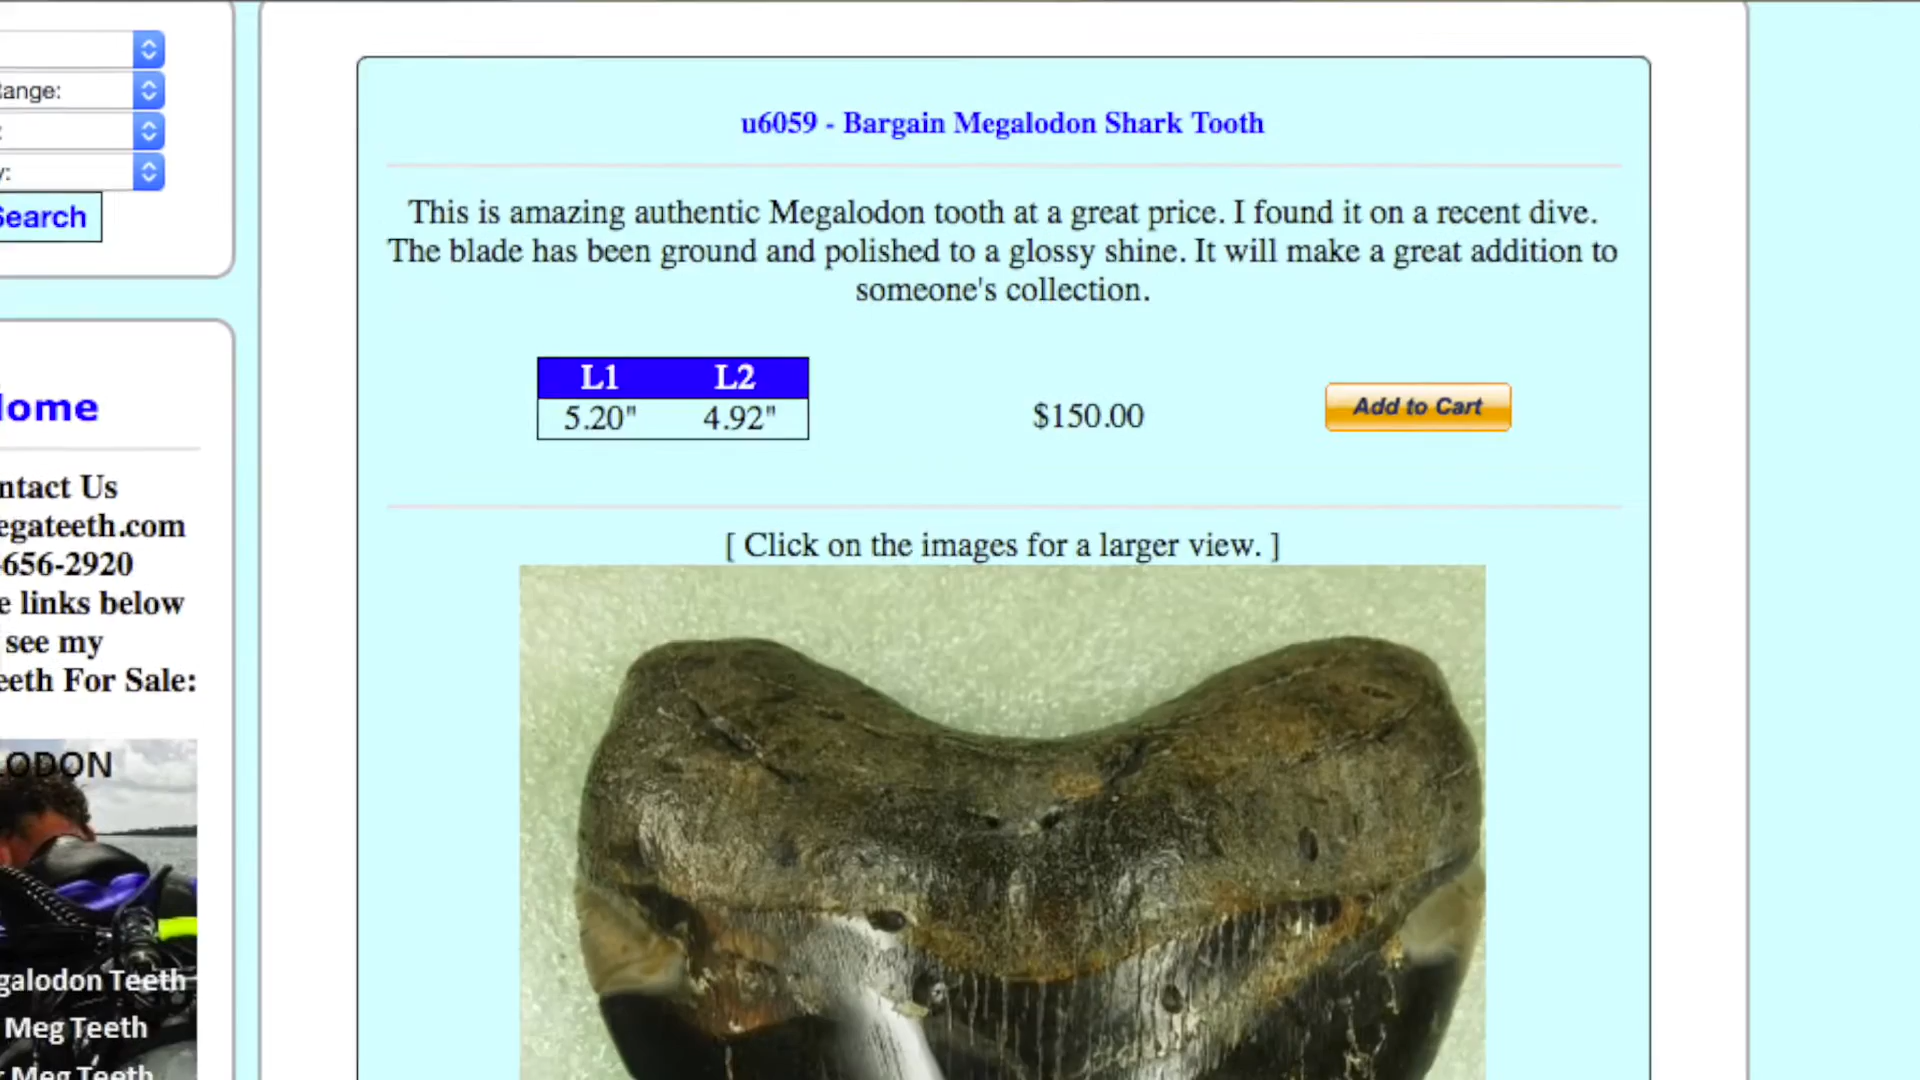 ange:
y:
Search
u6059 - Bargain Megalodon Shark Tooth
This is amazing authentic Megalodon tooth at a great price. I found it on a recent dive.
The blade has been ground and polished to a glossy shine. It will make a great addition to
someone's collection.
L1 L2
5.20" 4.92"
$150.00
Add to Cart
[ Click on the images for a larger view. ]
ome
ntact Us
egateeth.com
-656-2920
e links below
see my
eeth For Sale:
LODON
galodon Teeth
Meg Teeth
Meg Teeth